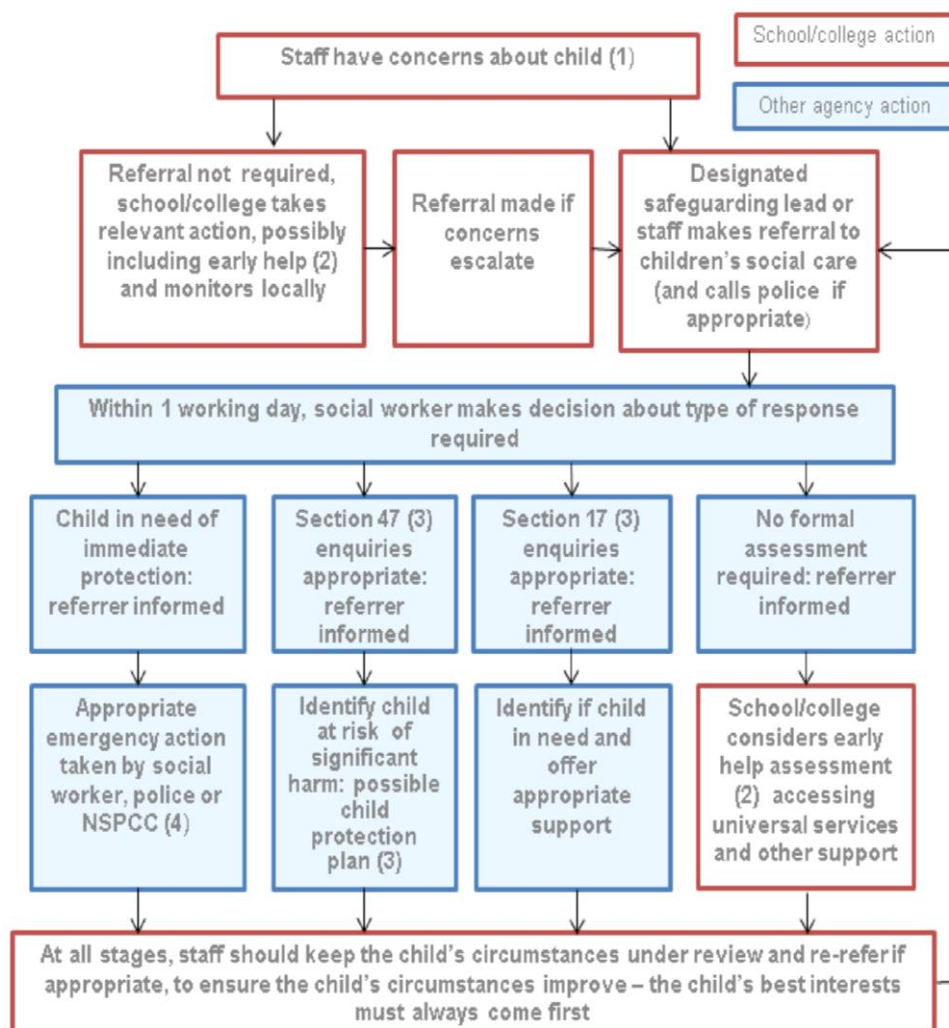 School/college action
Staff have concerns about child (1)
Other agency action
Referral not required,
school/college takes
relevant action, possibly
including early help (2)
and monitors locally
Referral made if
concerns
escalate
Designated
safeguarding lead or
staff makes referral to
children's social care
(and calls police if
appropriate)
Within 1 working day, social worker makes decision about type of response
required
Child in need of
immediate
protection:
referrer informed
Section 47 (3)
enquiries
appropriate:
referrer
informed
Section 17 (3)
enquiries
appropriate:
referrer
informed
No formal
assessment
required: referrer
informed
Appropriate
emergency action
taken by social
worker, police or
NSPCC (4)
Identify child
at risk of
significant
harm: possible
child
protection
plan (3)
Identify if child
in need and
offer
appropriate
support
School/college
considers early
help assessment
(2) accessing
universal services
and other support
At all stages, staff should keep the child's circumstances under review and re-refer if
appropriate, to ensure the child's circumstances improve – the child's best interests
must always come first